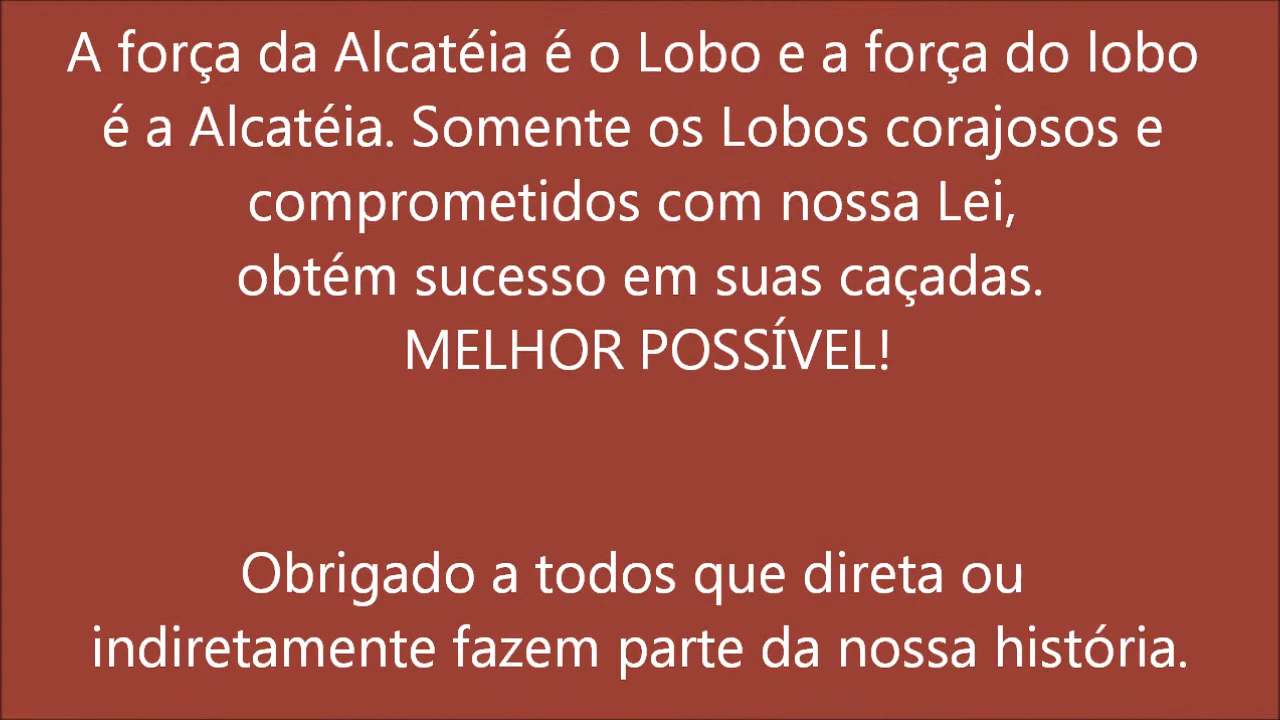 A força da Alcatéia é o Lobo e a força do lobo
é a Alcatéia. Somente os Lobos corajosos e
comprometidos com nossa Lei,
obtém sucesso em suas caçadas.
MELHOR POSSÍVEL!
Obrigado a todos que direta ou
indiretamente fazem parte da nossa história.